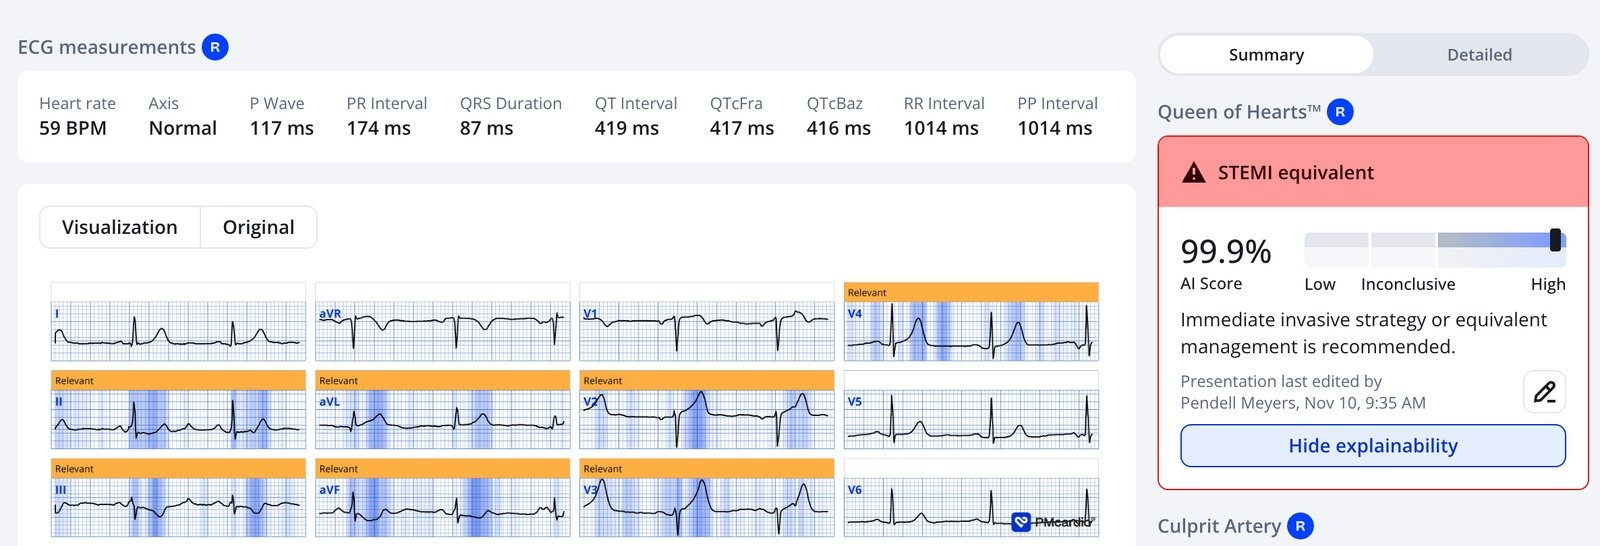 ECG measurements R
Heart rate Axis P Wave PR Interval QRS Duration QT Interval QTcFra QTcBaz RR Interval PP Interval
59 BPM Normal 117 ms 174 ms 87 ms 419 ms 417 ms 416 ms 1014 ms 1014 ms
Visualization Original
Relevant
I aVR V1 V4
Relevant Relevant Relevant
II aVL V2 V5
Relevant Relevant Relevant
III aVF V3 V6
PMcardio
Summary Detailed
Queen of Hearts™ R
STEMI equivalent
99.9%
AI Score Low Inconclusive High
Immediate invasive strategy or equivalent
management is recommended.
Presentation last edited by
Pendell Meyers, Nov 10, 9:35 AM
Hide explainability
Culprit Artery R